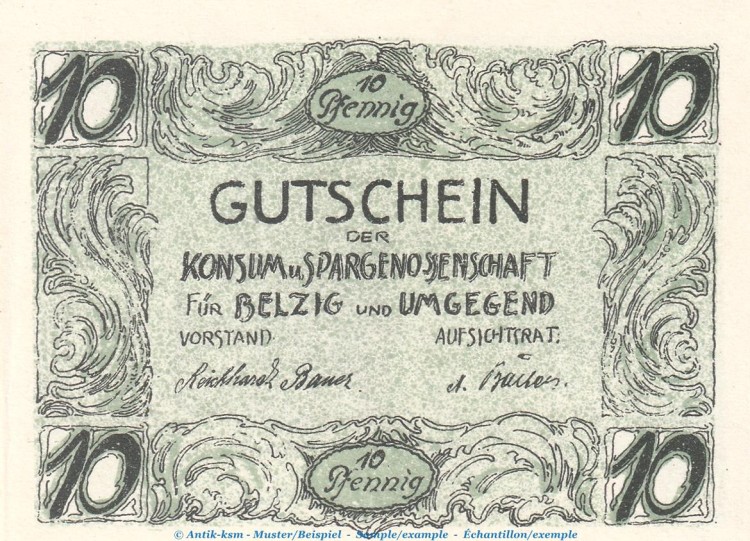 10 10
10
Pfennig
GUTSCHEIN
DER
KONSUM u. SPARGENOSSENSCHAFT
FÜR BELZIG UND UMGEGEND
VORSTAND. AUFSICHTSRAT:
Bauer A.
10 10
10
Pfennig
© Antik-ksm - Muster/Beispiel - Sample/example - Échantillon/exemple